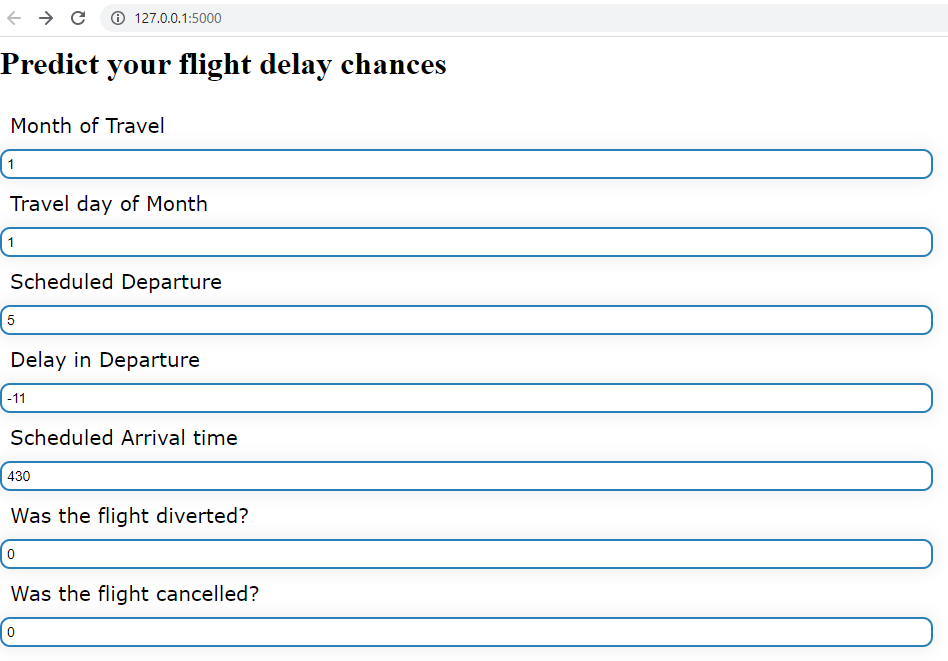 127.0.0.1:5000
Predict your flight delay chances
Month of Travel
1
Travel day of Month
1
Scheduled Departure
5
Delay in Departure
-11
Scheduled Arrival time
430
Was the flight diverted?
0
Was the flight cancelled?
0